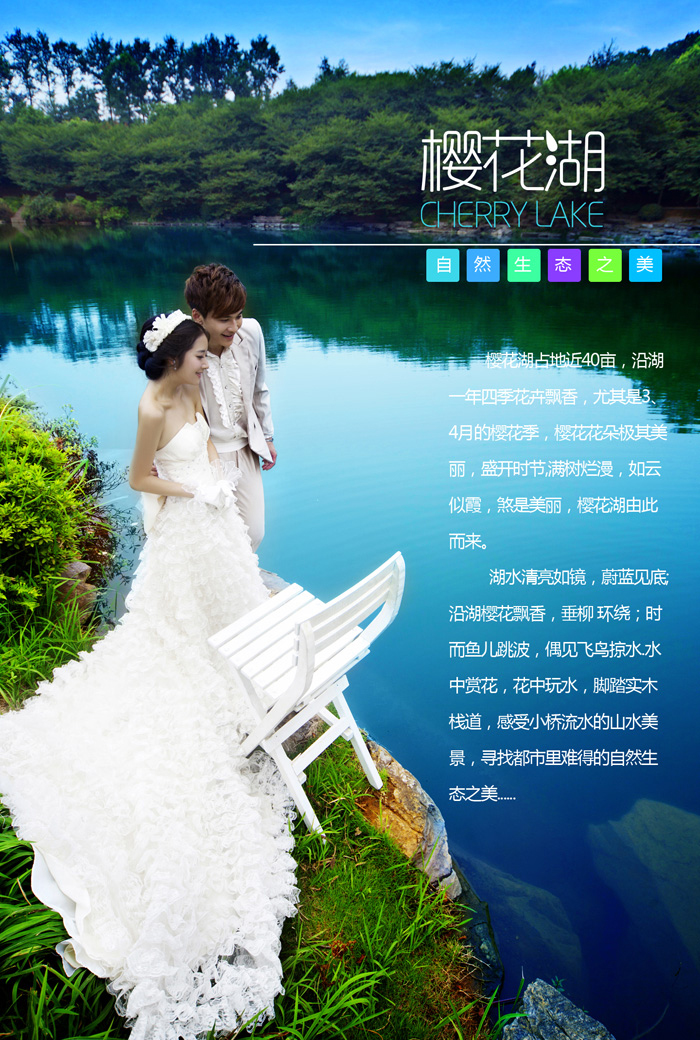 樱花湖
CHERRY LAKE
自然生态之美
樱花湖占地近40亩，沿湖
一年四季花卉飘香，尤其是3、
4月的樱花季，樱花花朵极其美
丽，盛开时节,满树烂漫，如云
似霞，煞是美丽，樱花湖由此
而来。
湖水清亮如镜，蔚蓝见底;
沿湖樱花飘香，垂柳 环绕；时
而鱼儿跳波，偶见飞鸟掠水.水
中赏花，花中玩水，脚踏实木
栈道，感受小桥流水的山水美
景，寻找都市里难得的自然生
态之美......